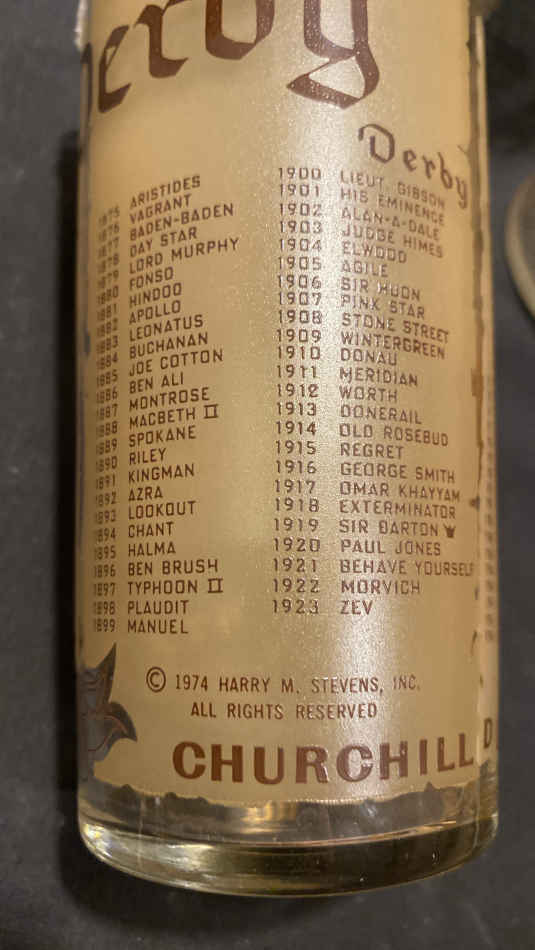 Derby
Derby
1875 ARISTIDES
1876 VAGRANT
1877 BADEN-BADEN
1878 DAY STAR
1879 LORD MURPHY
1880 FONSO
1881 HINDOO
1882 APOLLO
1883 LEONATUS
1884 BUCHANAN
1885 JOE COTTON
1886 BEN ALI
1887 MONTROSE
1888 MACBETH II
1889 SPOKANE
1890 RILEY
1891 KINGMAN
1892 AZRA
1893 LOOKOUT
1894 CHANT
1895 HALMA
1896 BEN BRUSH
1897 TYPHOON II
1898 PLAUDIT
1899 MANUEL
1900 LIEUT. GIBSON
1901 HIS EMINENCE
1902 ALAN-A-DALE
1903 JUDGE HIMES
1904 ELWOOD
1905 AGILE
1906 SIR HUON
1907 PINK STAR
1908 STONE STREET
1909 WINTERGREEN
1910 DONAU
1911 MERIDIAN
1912 WORTH
1913 DONERAIL
1914 OLD ROSEBUD
1915 REGRET
1916 GEORGE SMITH
1917 OMAR KHAYYAM
1918 EXTERMINATOR
1919 SIR BARTON
1920 PAUL JONES
1921 BEHAVE YOURSELF
1922 MORVICH
1923 ZEV
© 1974 HARRY M. STEVENS, INC.
ALL RIGHTS RESERVED
CHURCHILL D